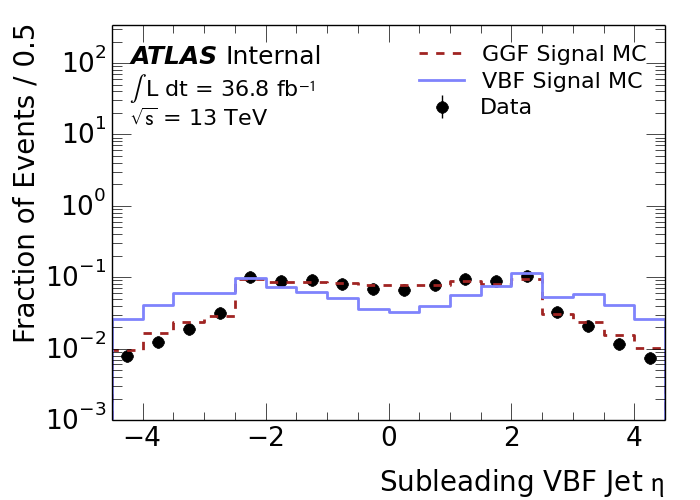 ATLAS Internal
∫L dt = 36.8 fb⁻¹
√s = 13 TeV
GGF Signal MC
VBF Signal MC
Data
Fraction of Events / 0.5
10²
10¹
10⁰
10⁻¹
10⁻²
10⁻³
−4 −2 0 2 4
Subleading VBF Jet η